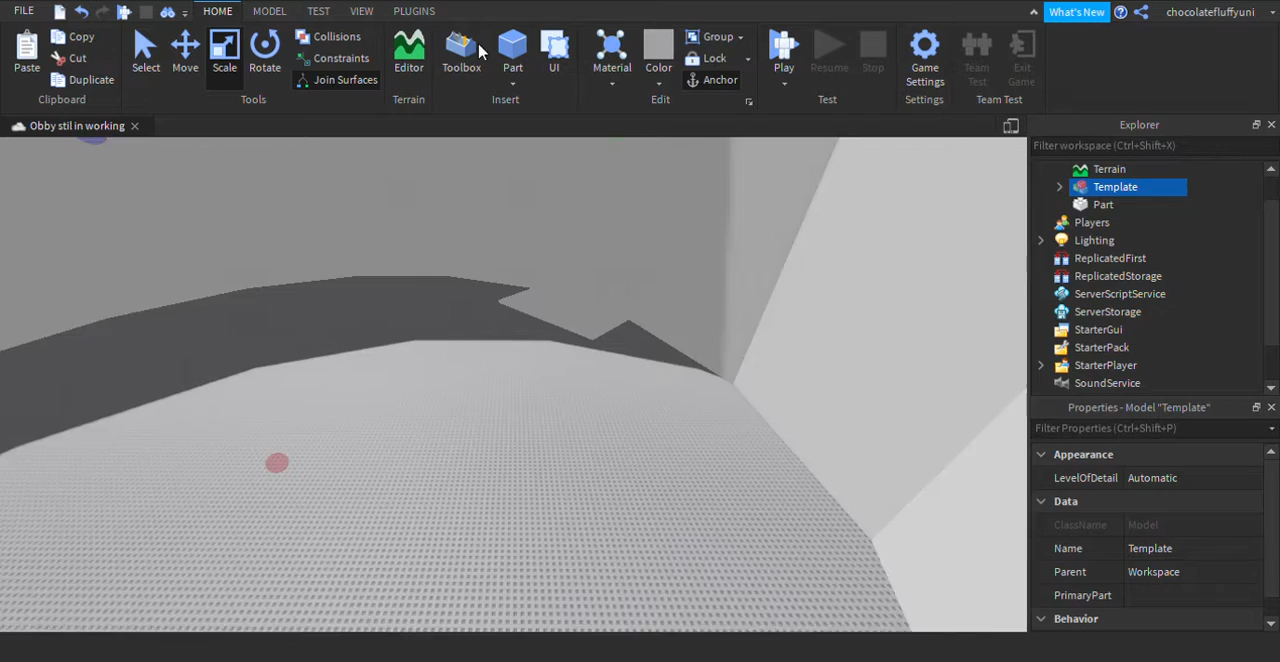 FILE HOME MODEL TEST VIEW PLUGINS What's New chocolatefluffyuni
Paste Copy Cut Duplicate
Clipboard
Select Move Scale Rotate Collisions Constraints Join Surfaces
Tools
Editor
Terrain
Toolbox Part UI
Insert
Material Color Group Lock Anchor
Edit
Play Resume Stop
Test
Game Settings
Settings
Team Test Exit Game
Team Test
Obby stil in working
Explorer
Filter workspace (Ctrl+Shift+X)
Terrain
Template
Part
Players
Lighting
ReplicatedFirst
ReplicatedStorage
ServerScriptService
ServerStorage
StarterGui
StarterPack
StarterPlayer
SoundService
Properties - Model "Template"
Filter Properties (Ctrl+Shift+P)
Appearance
LevelOfDetail Automatic
Data
ClassName Model
Name Template
Parent Workspace
PrimaryPart
Behavior